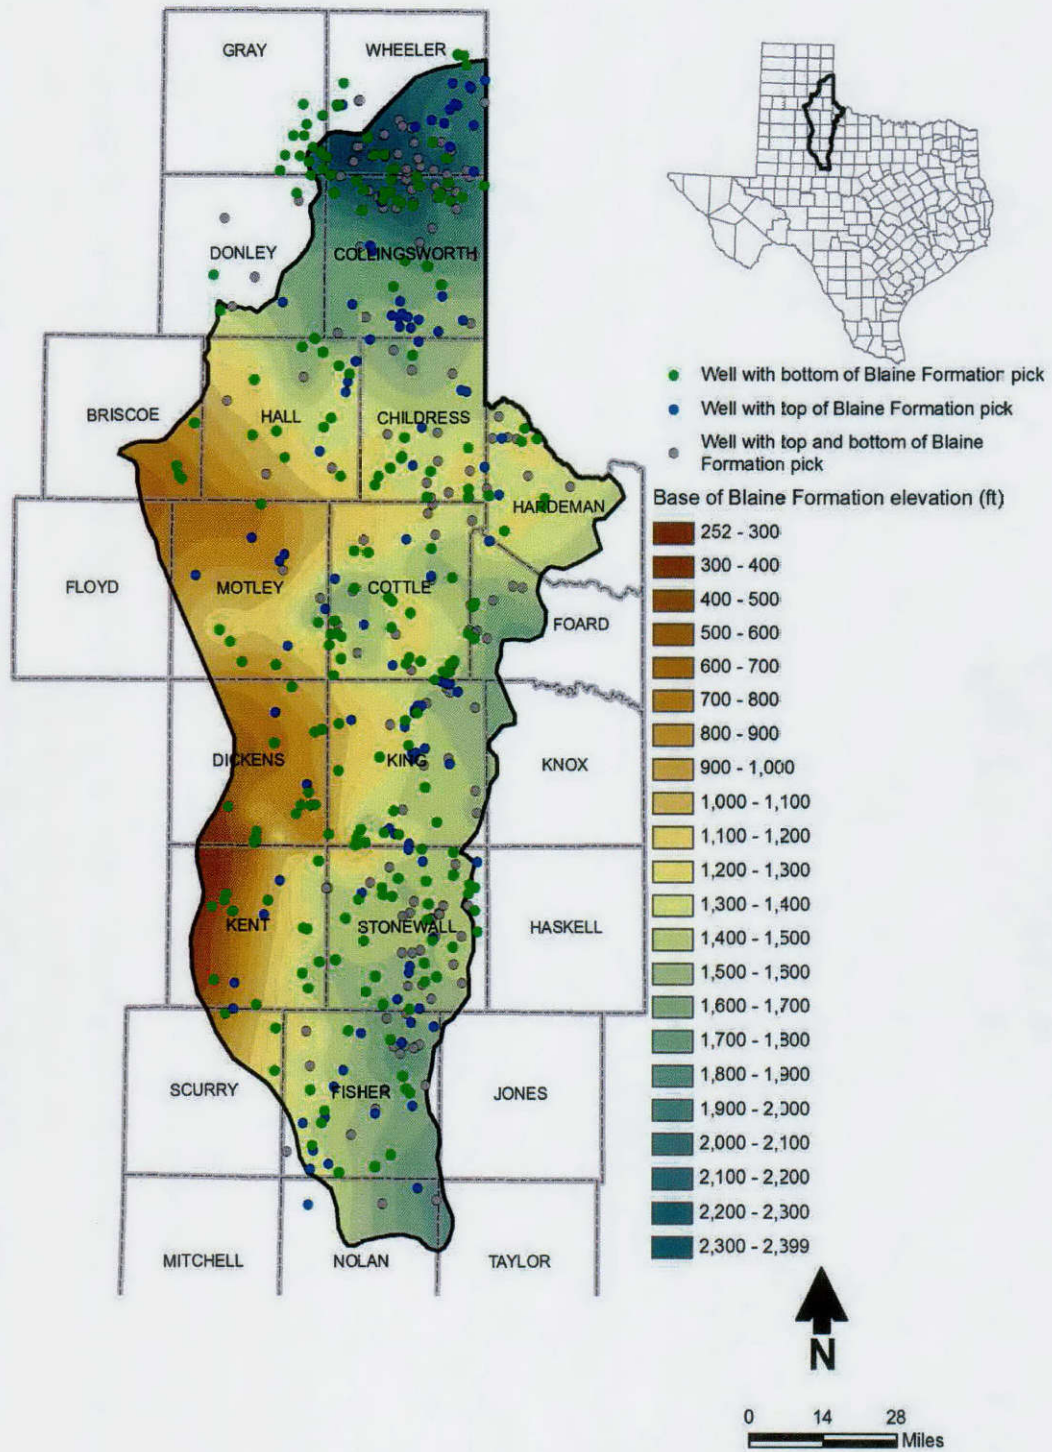 GRAY
WHEELER
DONLEY
COLLINGSWORTH
BRISCOE
HALL
CHILDRESS
HARDEMAN
FLOYD
MOTLEY
COTTLE
FOARD
DICKENS
KING
KNOX
KENT
STONEWALL
HASKELL
SCURRY
FISHER
JONES
MITCHELL
NOLAN
TAYLOR
Well with bottom of Blaine Formation pick
Well with top of Blaine Formation pick
Well with top and bottom of Blaine
Formation pick
Base of Blaine Formation elevation (ft)
252 - 300
300 - 400
400 - 500
500 - 600
600 - 700
700 - 800
800 - 900
900 - 1,000
1,000 - 1,100
1,100 - 1,200
1,200 - 1,300
1,300 - 1,400
1,400 - 1,500
1,500 - 1,600
1,600 - 1,700
1,700 - 1,800
1,800 - 1,900
1,900 - 2,000
2,000 - 2,100
2,100 - 2,200
2,200 - 2,300
2,300 - 2,399
N
0 14 28
Miles